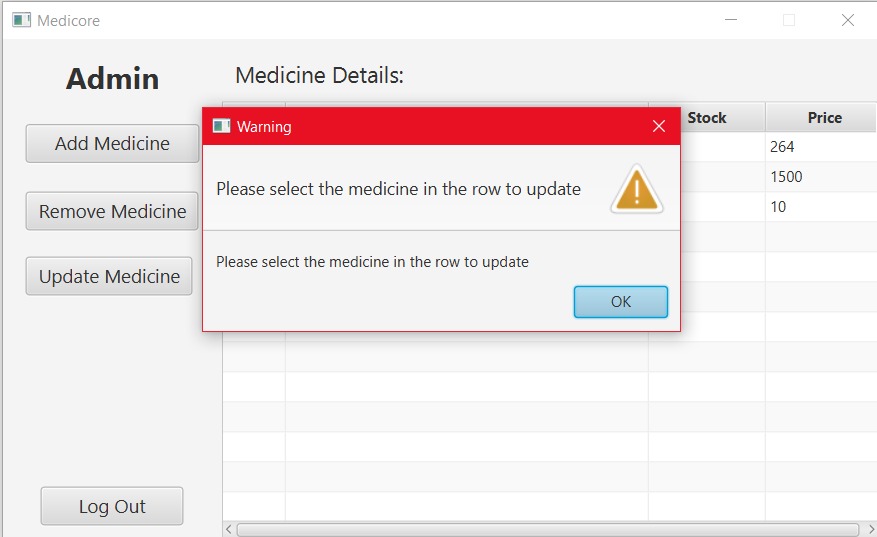 Medicore
Admin
Medicine Details:
Add Medicine
Remove Medicine
Update Medicine
Log Out
Warning
Please select the medicine in the row to update
Please select the medicine in the row to update
OK
Stock Price
264
1500
10